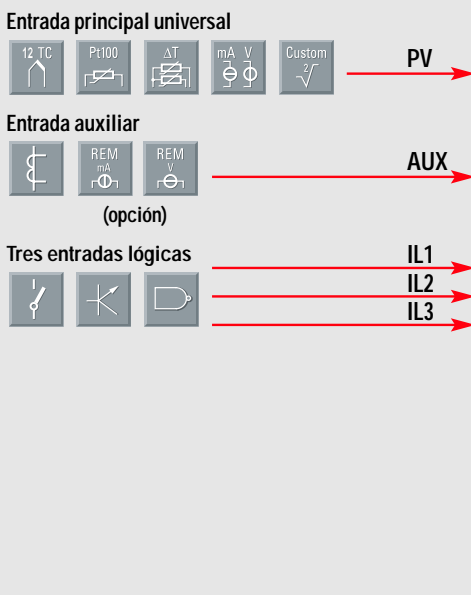 Entrada principal universal
12 TC Pt100 ΔT mA V Custom
2
PV
Entrada auxiliar
REM REM
mA V
AUX
(opción)
Tres entradas lógicas
IL1
IL2
IL3